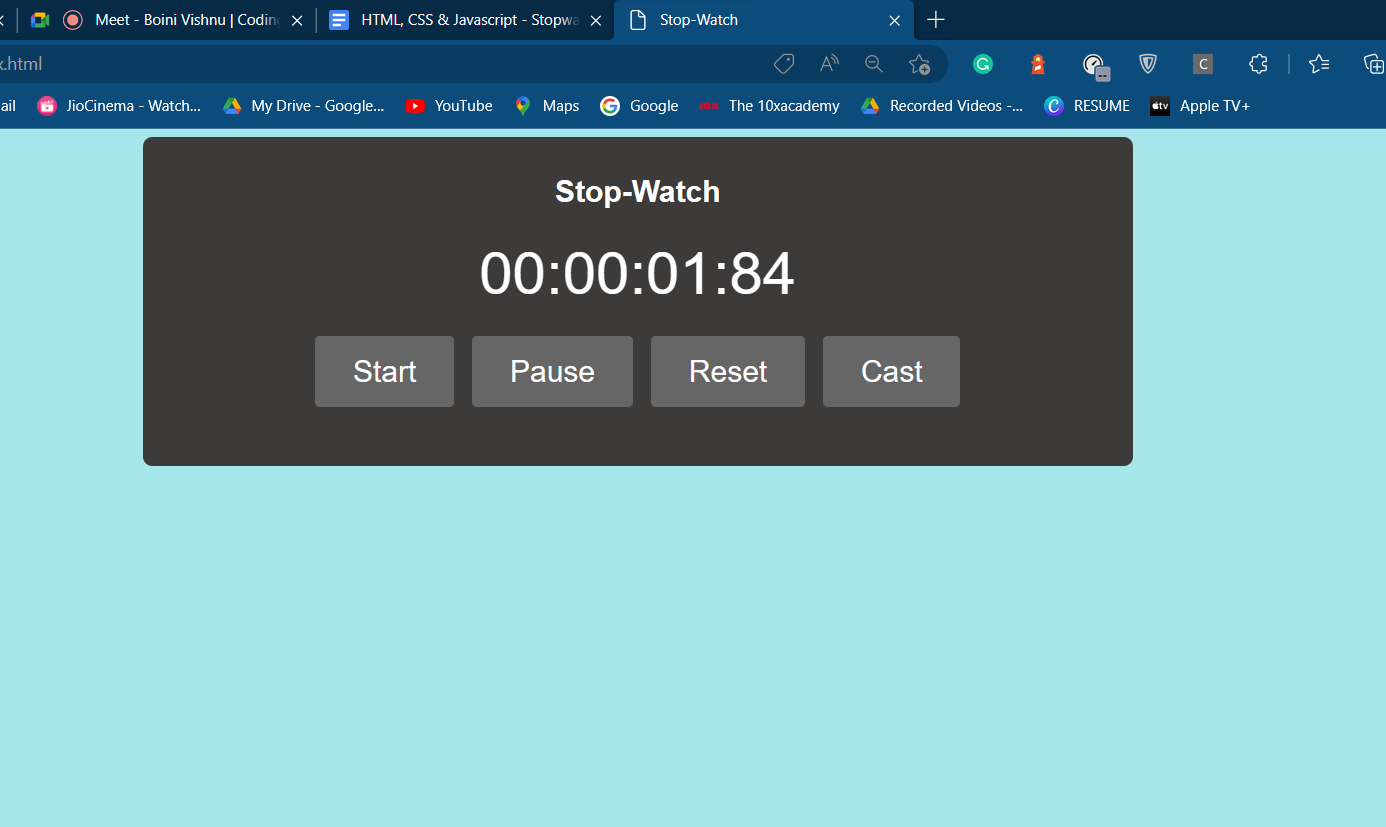 Meet - Boini Vishnu | Coding
HTML, CSS & Javascript - Stopwa
Stop-Watch
x.html
ail
JioCinema - Watch...
My Drive - Google...
YouTube
Maps
Google
The 10xacademy
Recorded Videos -...
RESUME
Apple TV+
Stop-Watch
00:00:01:84
Start
Pause
Reset
Cast